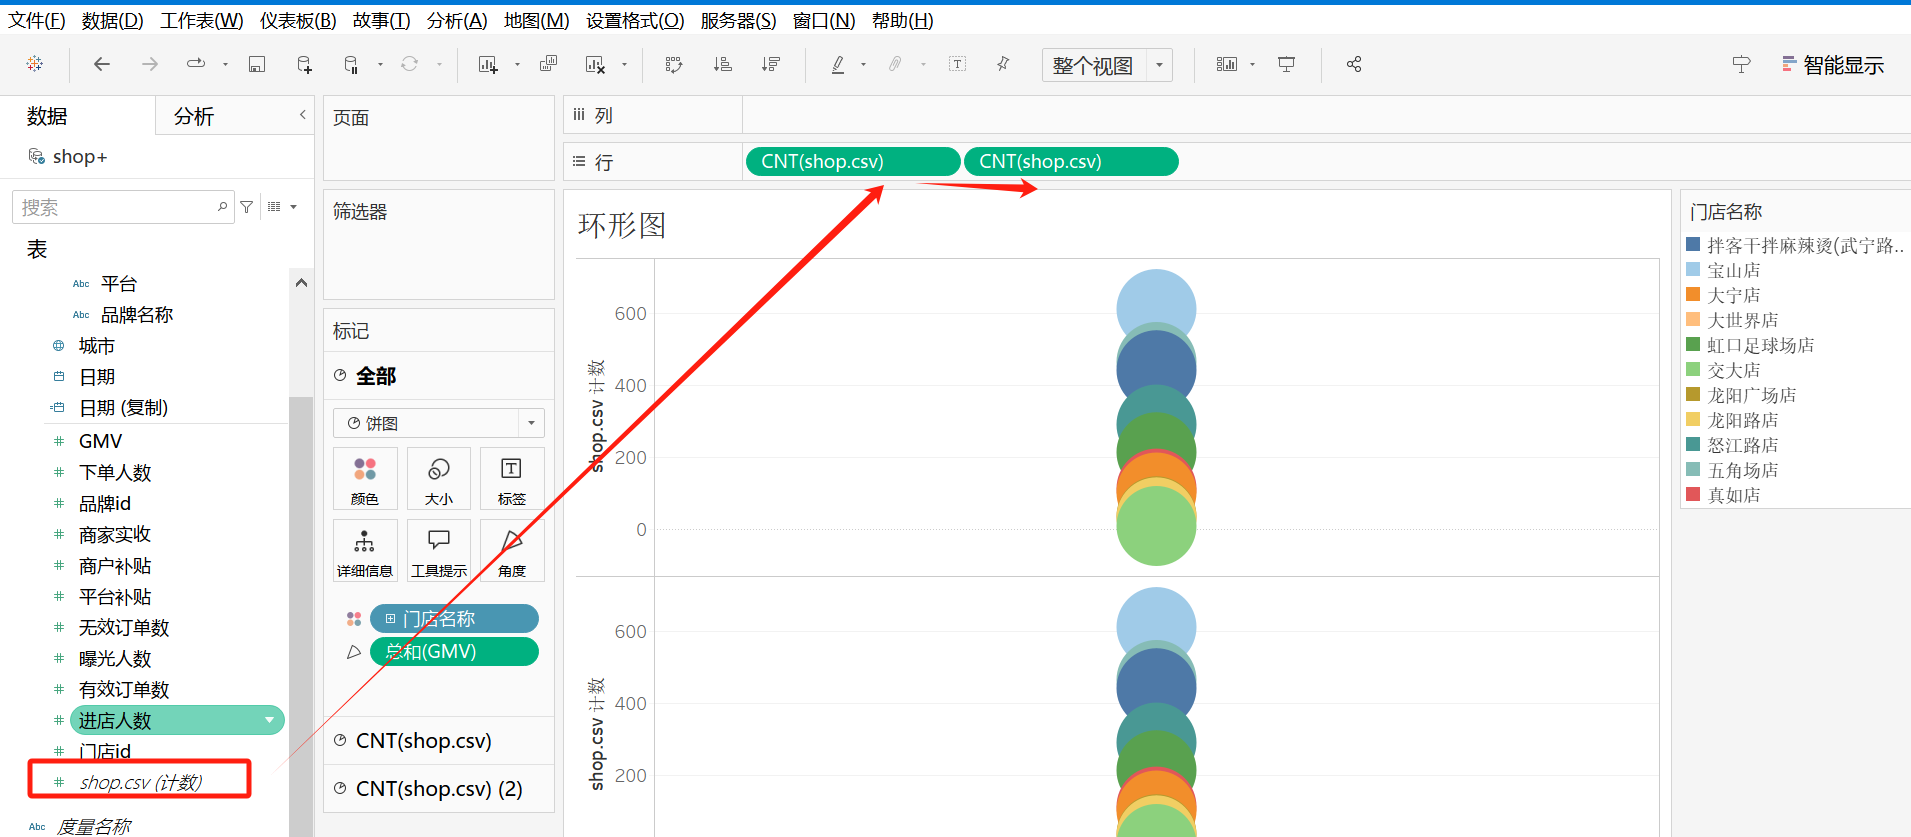 文件(F) 数据(D) 工作表(W) 仪表板(B) 故事(T) 分析(A) 地图(M) 设置格式(O) 服务器(S) 窗口(N) 帮助(H)
整个视图
智能显示
数据
分析
shop+
搜索
表
Abc 平台
Abc 品牌名称
城市
日期
日期 (复制)
GMV
下单人数
品牌id
商家实收
商户补贴
平台补贴
无效订单数
曝光人数
有效订单数
进店人数
门店id
shop.csv (计数)
Abc 度量名称
页面
筛选器
标记
全部
饼图
颜色
大小
标签
详细信息
工具提示
角度
门店名称
总和(GMV)
CNT(shop.csv)
CNT(shop.csv) (2)
列
行
CNT(shop.csv)
CNT(shop.csv)
环形图
shop.csv 计数
600
400
200
0
shop.csv 计数
600
400
200
门店名称
拌客干拌麻辣烫(武宁路..
宝山店
大宁店
大世界店
虹口足球场店
交大店
龙阳广场店
龙阳路店
怒江路店
五角场店
真如店